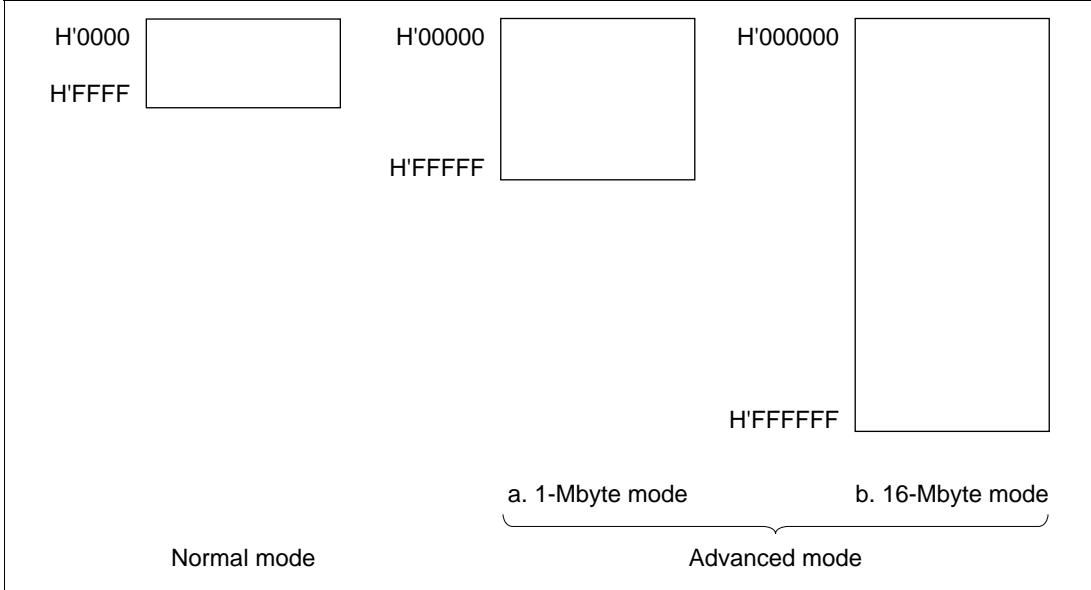 H'0000
H'FFFF
H'00000
H'FFFFF
H'000000
H'FFFFFF
a. 1-Mbyte mode
b. 16-Mbyte mode
Normal mode
Advanced mode